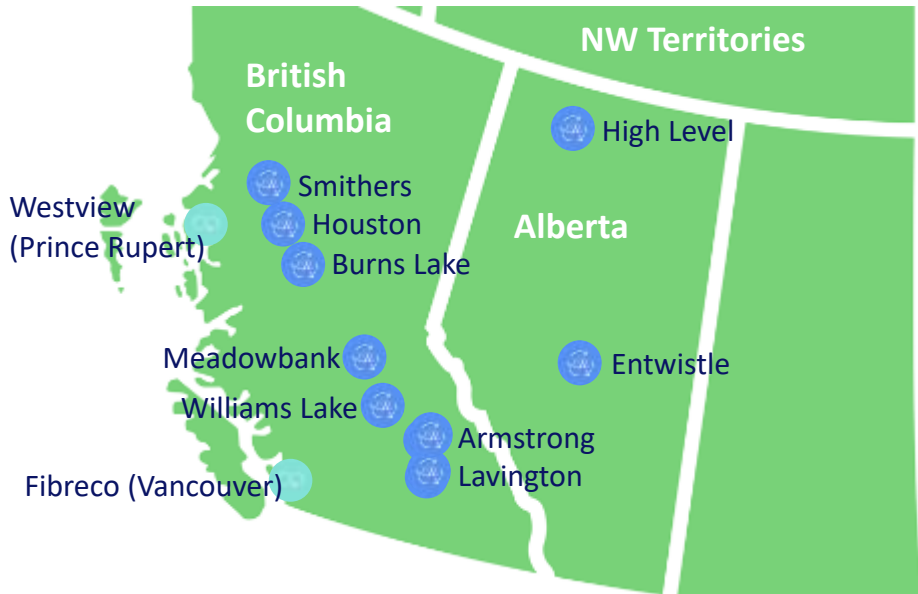 NW Territories
British
Columbia
High Level
Smithers
Westview
(Prince Rupert)
Houston
Alberta
Burns Lake
Meadowbank
Entwistle
Williams Lake
Armstrong
Lavington
Fibreco (Vancouver)